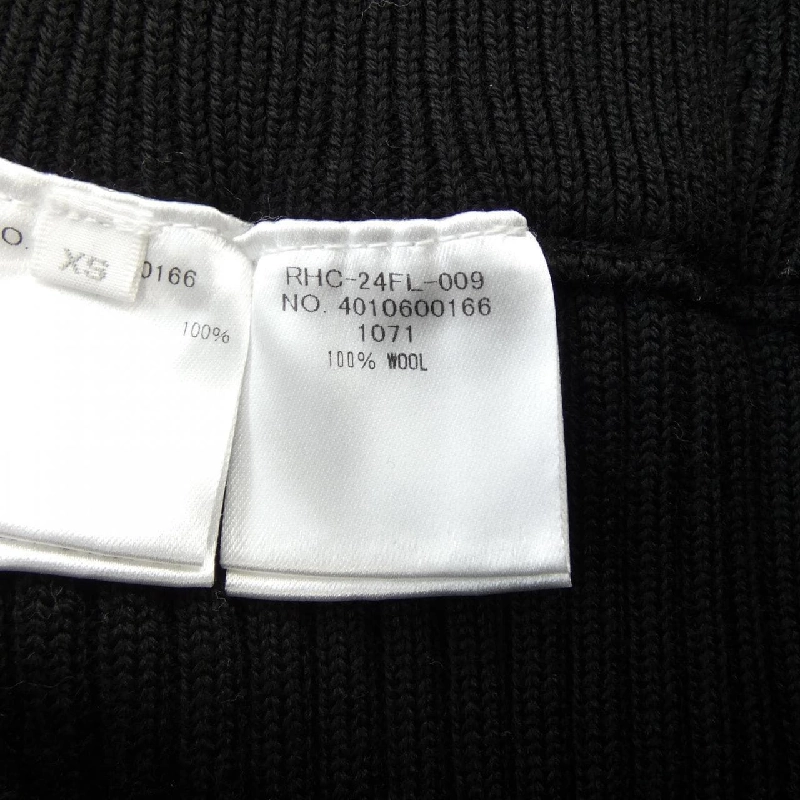 O.
XS
0166
100%
RHC-24FL-009
NO. 4010600166
1071
100% WOOL